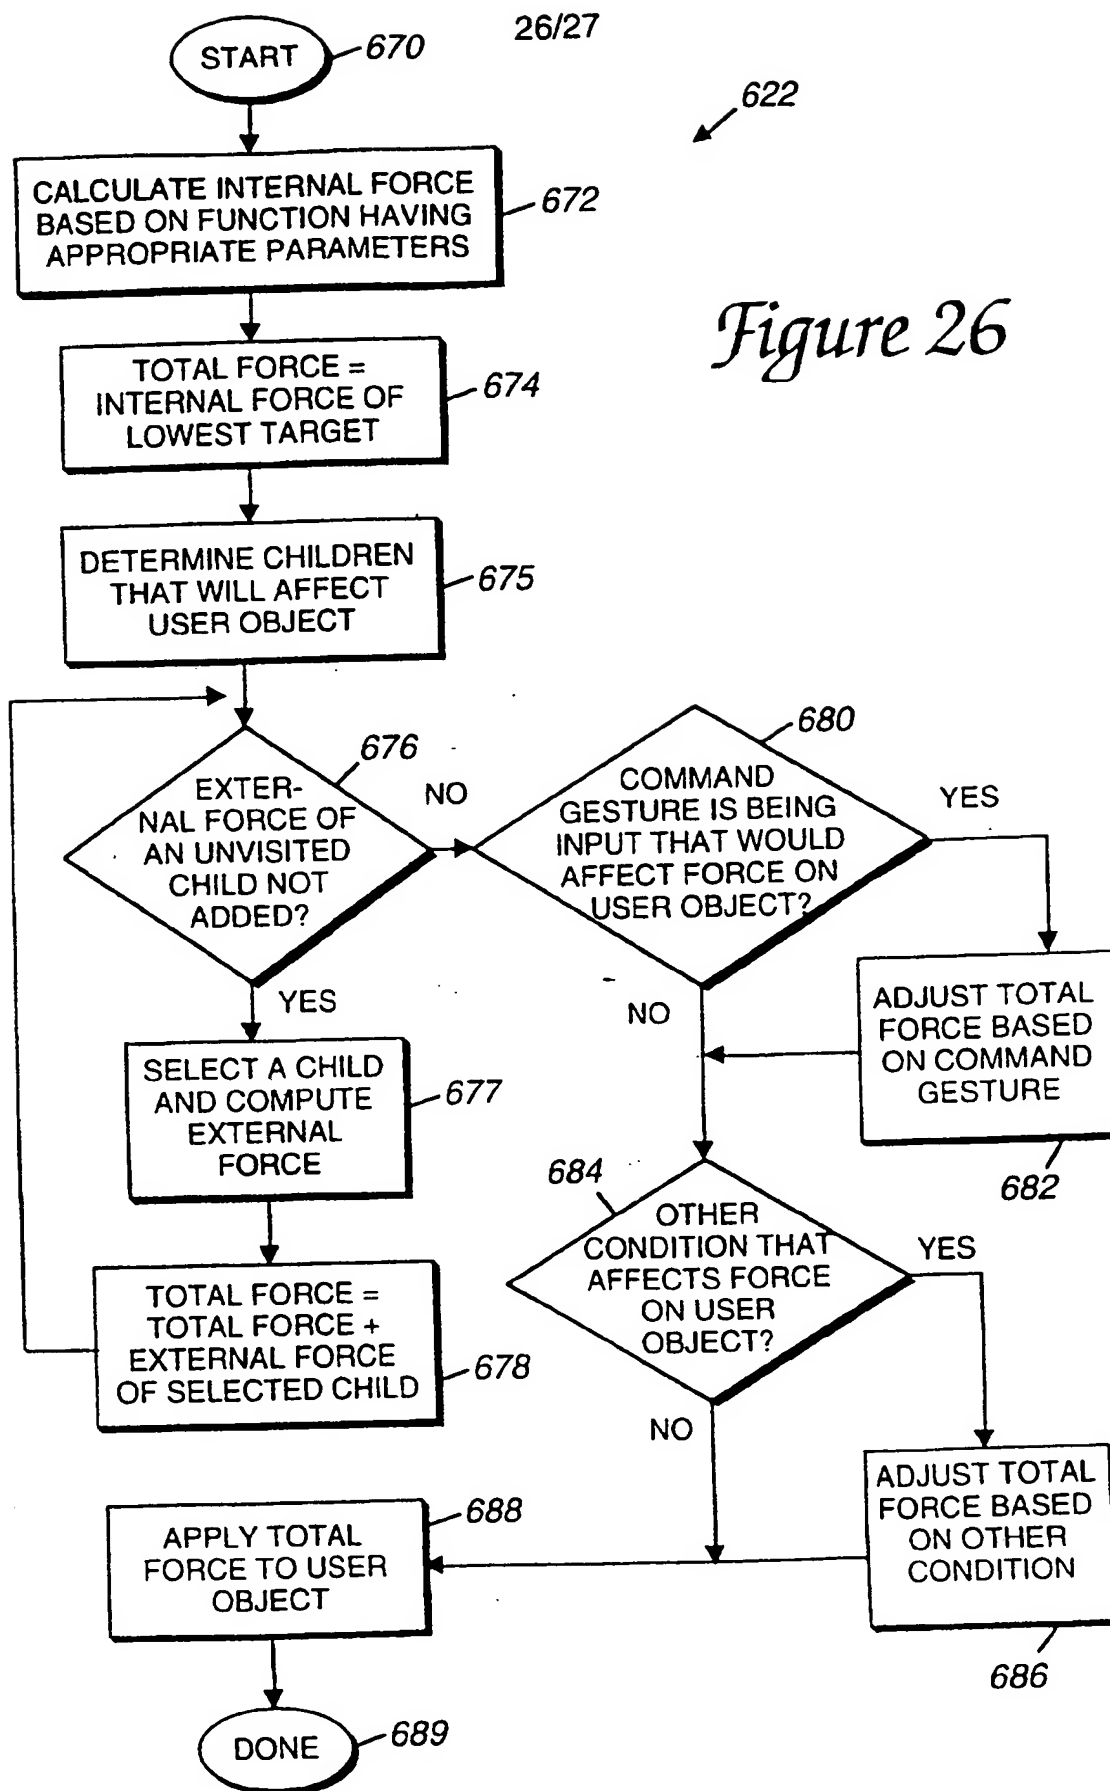 26/27
START
670
622
CALCULATE INTERNAL FORCE
BASED ON FUNCTION HAVING
APPROPRIATE PARAMETERS
672
Figure 26
TOTAL FORCE =
INTERNAL FORCE OF
LOWEST TARGET
674
DETERMINE CHILDREN
THAT WILL AFFECT
USER OBJECT
675
EXTER-
NAL FORCE OF
AN UNVISITED
CHILD NOT
ADDED?
676
NO
YES
COMMAND
GESTURE IS BEING
INPUT THAT WOULD
AFFECT FORCE ON
USER OBJECT?
680
YES
NO
ADJUST TOTAL
FORCE BASED
ON COMMAND
GESTURE
682
SELECT A CHILD
AND COMPUTE
EXTERNAL
FORCE
677
TOTAL FORCE =
TOTAL FORCE +
EXTERNAL FORCE
OF SELECTED CHILD
678
684
OTHER
CONDITION THAT
AFFECTS FORCE
ON USER
OBJECT?
YES
NO
ADJUST TOTAL
FORCE BASED
ON OTHER
CONDITION
686
APPLY TOTAL
FORCE TO USER
OBJECT
688
DONE
689